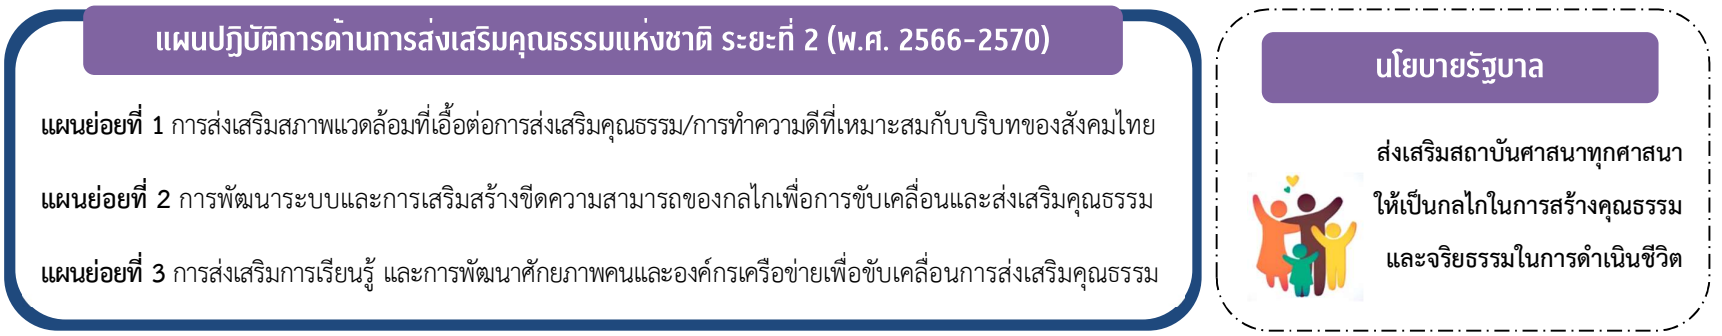 แผนปฏิบัติการด้านการส่งเสริมคุณธรรมแห่งชาติ ระยะที่ 2 (พ.ศ. 2566-2570)
แผนย่อยที่ 1 การส่งเสริมสภาพแวดล้อมที่เอื้อต่อการส่งเสริมคุณธรรม/การทำความดีที่เหมาะสมกับบริบทของสังคมไทย
แผนย่อยที่ 2 การพัฒนาระบบและการเสริมสร้างขีดความสามารถของกลไกเพื่อการขับเคลื่อนและส่งเสริมคุณธรรม
แผนย่อยที่ 3 การส่งเสริมการเรียนรู้ และการพัฒนาศักยภาพคนและองค์กรเครือข่ายเพื่อขับเคลื่อนการส่งเสริมคุณธรรม
นโยบายรัฐบาล
ส่งเสริมสถาบันศาสนาทุกศาสนา
ให้เป็นกลไกในการสร้างคุณธรรม
และจริยธรรมในการดำเนินชีวิต